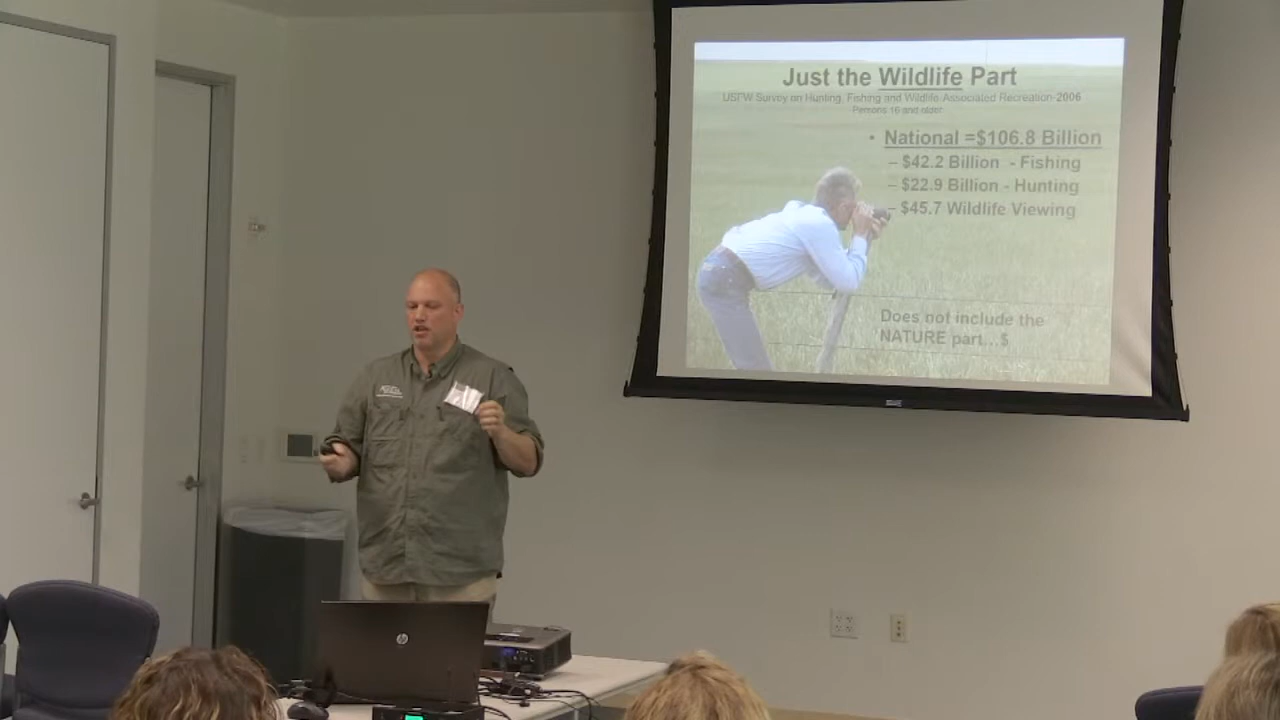 Just the Wildlife Part
USFW Survey on Hunting, Fishing and Wildlife-Associated Recreation-2006
Persons 16 and older
• National =$106.8 Billion
– $42.2 Billion - Fishing
– $22.9 Billion - Hunting
– $45.7 Wildlife Viewing
Does not include the
NATURE part...$
hp